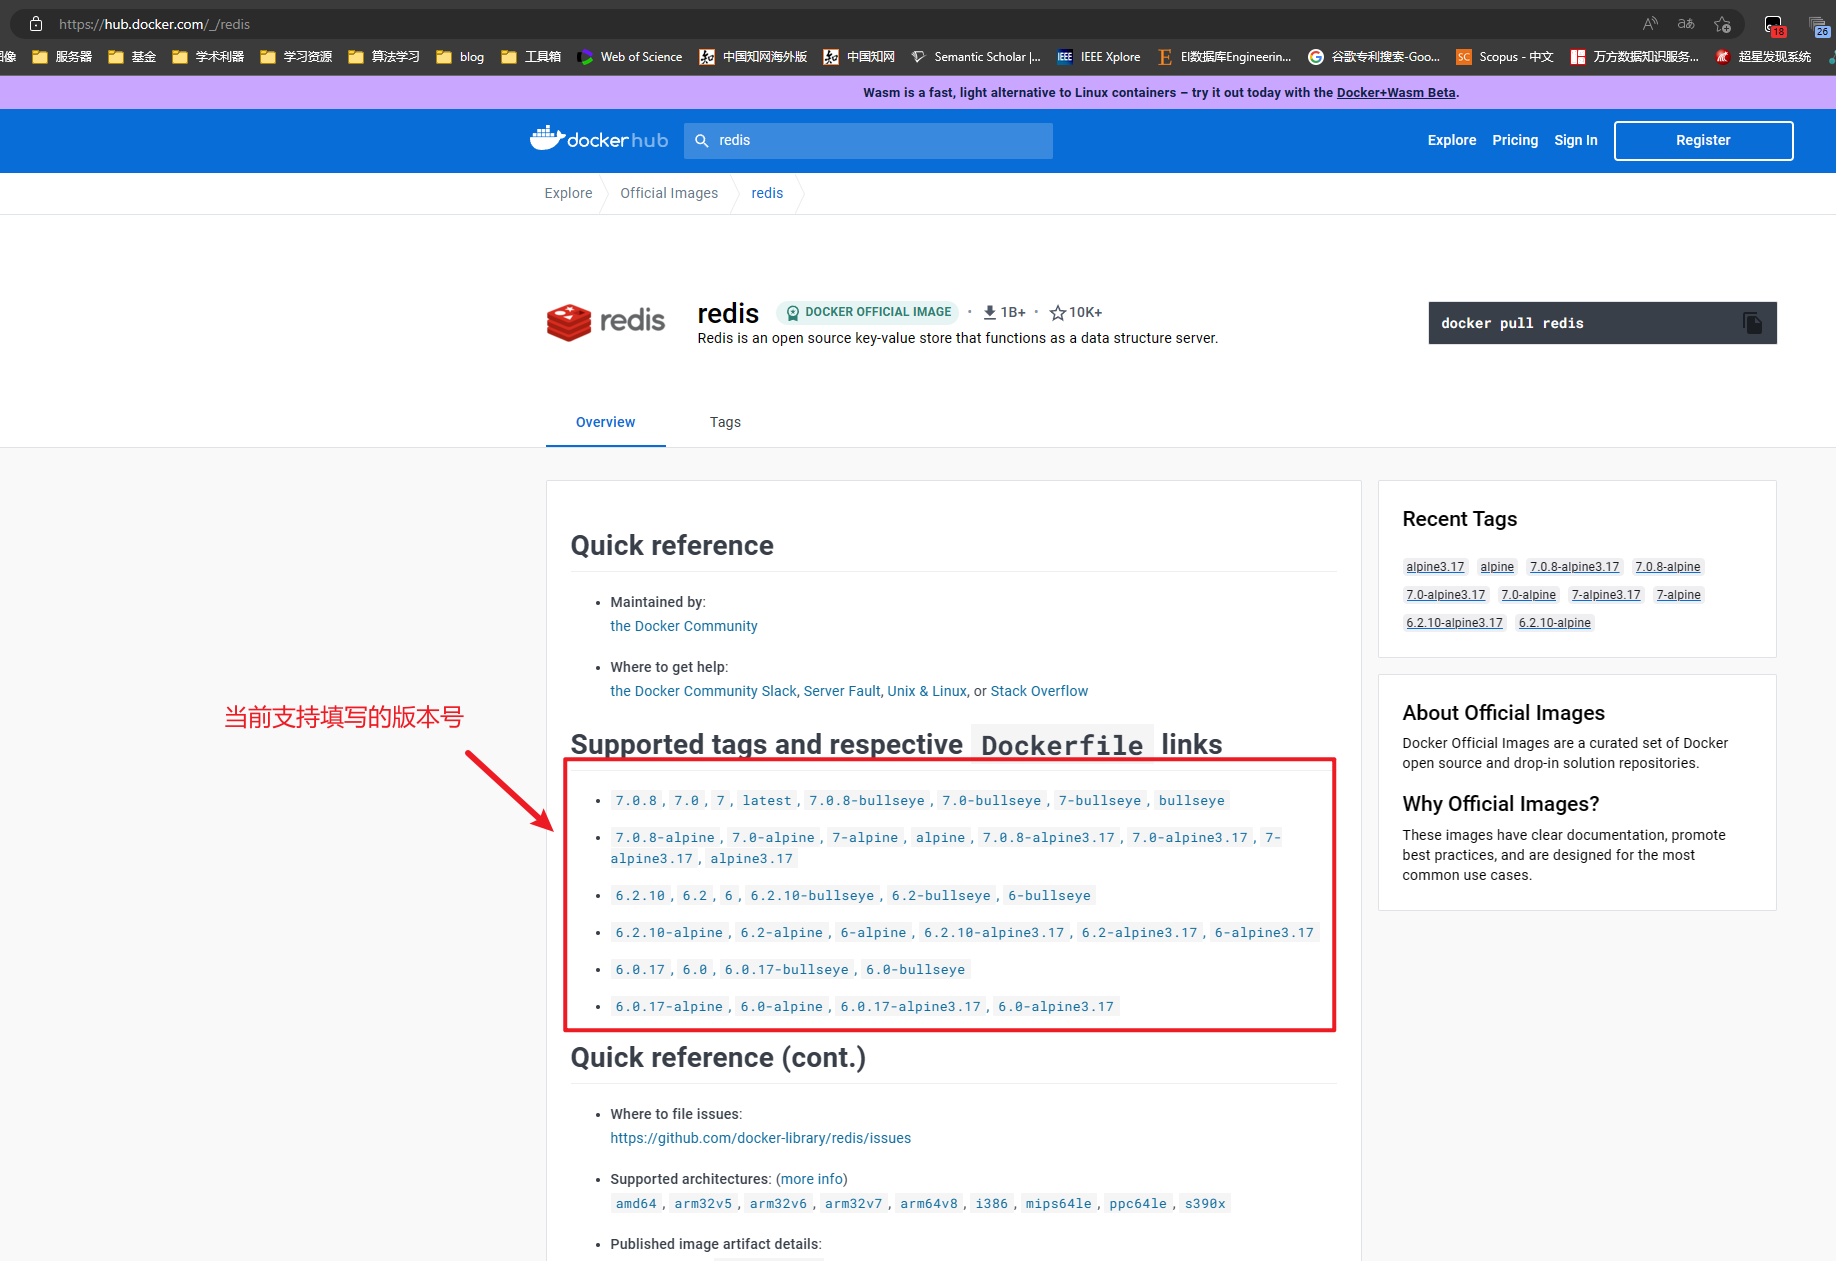 https://hub.docker.com/_/redis
18
26
服务器 基金 学术利器 学习资源 算法学习 blog 工具箱 Web of Science 中国知网海外版 中国知网 Semantic Scholar |... IEEE Xplore EI数据库Engineerin... 谷歌专利搜索-Goo... Scopus - 中文 万方数据知识服务... 超星发现系统
Wasm is a fast, light alternative to Linux containers – try it out today with the Docker+Wasm Beta.
docker hub
redis
Explore Pricing Sign In Register
Explore Official Images redis
redis
redis DOCKER OFFICIAL IMAGE · 1B+ · 10K+
Redis is an open source key-value store that functions as a data structure server.
docker pull redis
Overview Tags
Quick reference
• Maintained by:
the Docker Community
• Where to get help:
the Docker Community Slack, Server Fault, Unix & Linux, or Stack Overflow
当前支持填写的版本号
Supported tags and respective Dockerfile links
• 7.0.8, 7.0, 7, latest, 7.0.8-bullseye, 7.0-bullseye, 7-bullseye, bullseye
• 7.0.8-alpine, 7.0-alpine, 7-alpine, alpine, 7.0.8-alpine3.17, 7.0-alpine3.17, 7-
alpine3.17, alpine3.17
• 6.2.10, 6.2, 6, 6.2.10-bullseye, 6.2-bullseye, 6-bullseye
• 6.2.10-alpine, 6.2-alpine, 6-alpine, 6.2.10-alpine3.17, 6.2-alpine3.17, 6-alpine3.17
• 6.0.17, 6.0, 6.0.17-bullseye, 6.0-bullseye
• 6.0.17-alpine, 6.0-alpine, 6.0.17-alpine3.17, 6.0-alpine3.17
Quick reference (cont.)
• Where to file issues:
https://github.com/docker-library/redis/issues
• Supported architectures: (more info)
amd64, arm32v5, arm32v6, arm32v7, arm64v8, i386, mips64le, ppc64le, s390x
• Published image artifact details:
Recent Tags
alpine3.17 alpine 7.0.8-alpine3.17 7.0.8-alpine
7.0-alpine3.17 7.0-alpine 7-alpine3.17 7-alpine
6.2.10-alpine3.17 6.2.10-alpine
About Official Images
Docker Official Images are a curated set of Docker
open source and drop-in solution repositories.
Why Official Images?
These images have clear documentation, promote
best practices, and are designed for the most
common use cases.